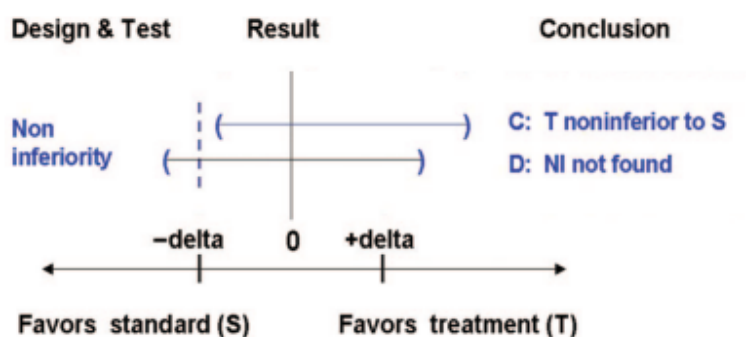 Design & Test Result Conclusion
Non
inferiority
C: T noninferior to S
D: NI not found
−delta 0 +delta
Favors standard (S) Favors treatment (T)